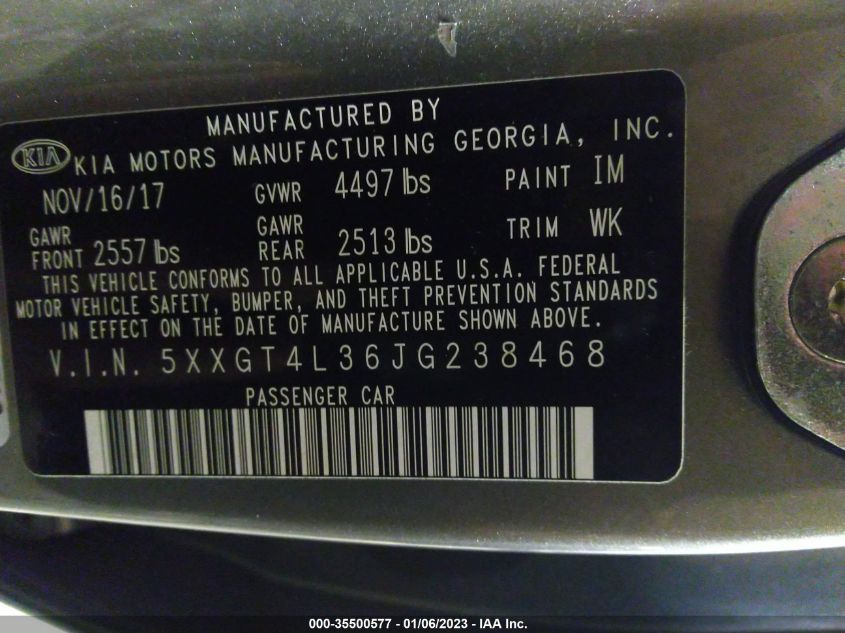 MANUFACTURED BY
KIA KIA MOTORS MANUFACTURING GEORGIA, INC.
NOV/16/17 GVWR 4497 lbs PAINT IM
GAWR FRONT 2557 lbs GAWR REAR 2513 lbs TRIM WK
THIS VEHICLE CONFORMS TO ALL APPLICABLE U.S.A. FEDERAL
MOTOR VEHICLE SAFETY, BUMPER, AND THEFT PREVENTION STANDARDS
IN EFFECT ON THE DATE OF MANUFACTURE SHOWN ABOVE.
V.I.N. 5XXGT4L36JG238468
PASSENGER CAR
000-35500577 - 01/06/2023 - IAA Inc.